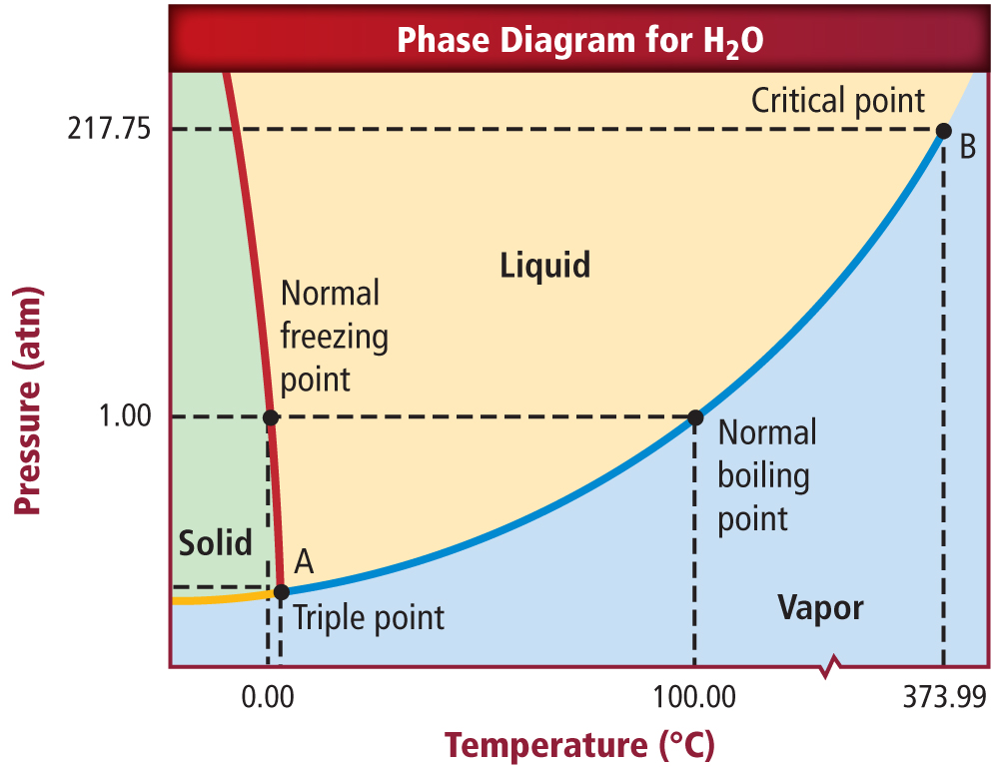 Phase Diagram for H₂O
Critical point
217.75
B
Liquid
Normal
freezing
point
1.00
Normal
boiling
point
Solid
A
Triple point
Vapor
0.00
100.00
373.99
Temperature (°C)
Pressure (atm)